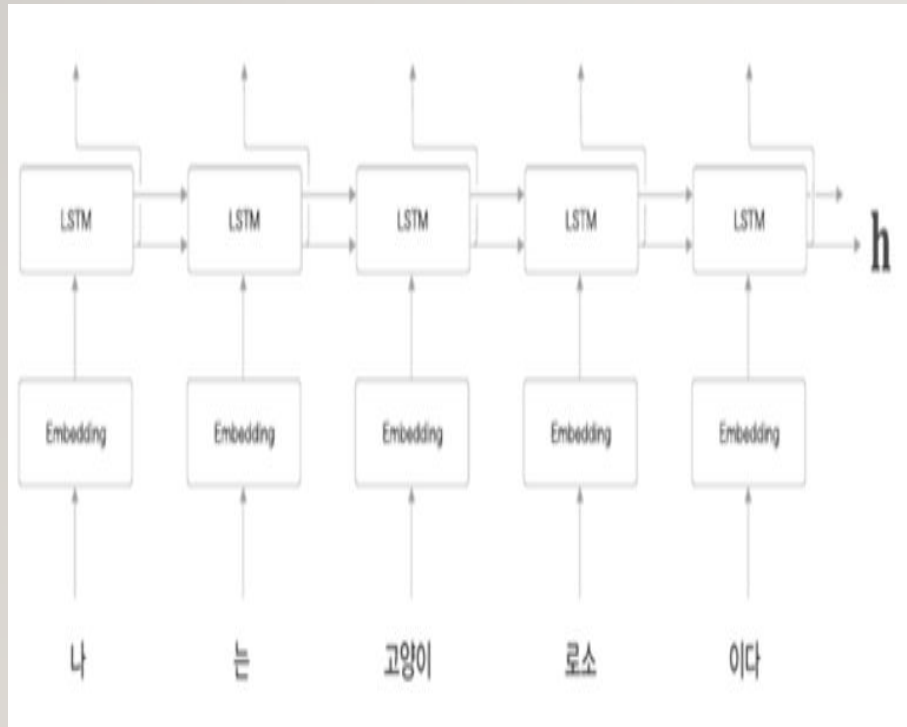 LSTM LSTM LSTM LSTM LSTM
h
Embedding Embedding Embedding Embedding Embedding
나 는 고양이 로소 이다